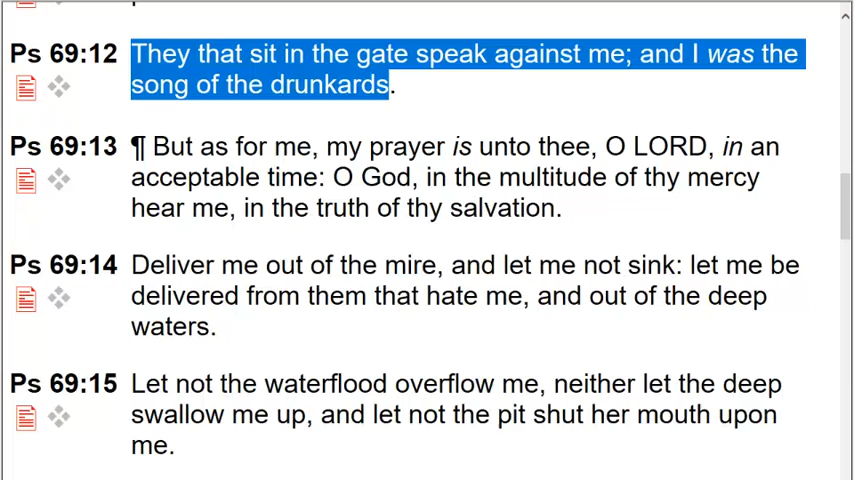 Ps 69:12 They that sit in the gate speak against me; and I was the
song of the drunkards.
Ps 69:13 ¶ But as for me, my prayer is unto thee, O LORD, in an
acceptable time: O God, in the multitude of thy mercy
hear me, in the truth of thy salvation.
Ps 69:14 Deliver me out of the mire, and let me not sink: let me be
delivered from them that hate me, and out of the deep
waters.
Ps 69:15 Let not the waterflood overflow me, neither let the deep
swallow me up, and let not the pit shut her mouth upon
me.